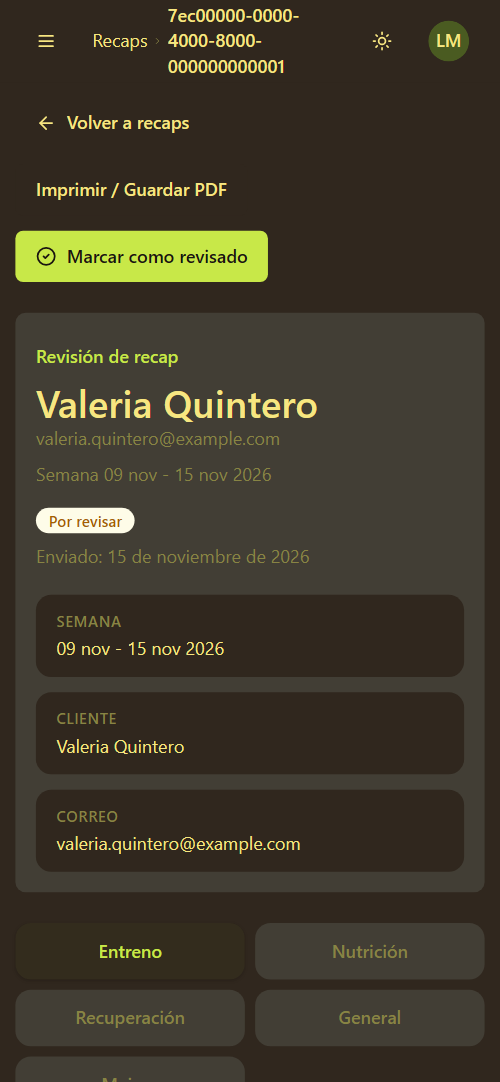 Recaps
7ec00000-0000-
4000-8000-
000000000001
LM
Volver a recaps
Imprimir / Guardar PDF
Marcar como revisado
Revisión de recap
Valeria Quintero
valeria.quintero@example.com
Semana 09 nov - 15 nov 2026
Por revisar
Enviado: 15 de noviembre de 2026
SEMANA
09 nov - 15 nov 2026
CLIENTE
Valeria Quintero
CORREO
valeria.quintero@example.com
Entreno
Nutrición
Recuperación
General